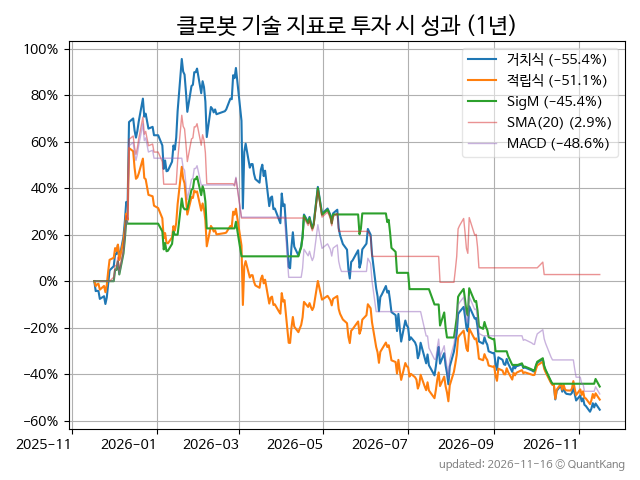 클로봇 기술 지표로 투자 시 성과 (1년)
100%
80%
60%
40%
20%
0%
−20%
−40%
−60%
거치식 (−55.4%)
적립식 (−51.1%)
SigM (−45.4%)
SMA(20) (2.9%)
MACD (−48.6%)
2025-11
2026-01
2026-03
2026-05
2026-07
2026-09
2026-11
updated: 2026-11-16 ⓒ QuantKang